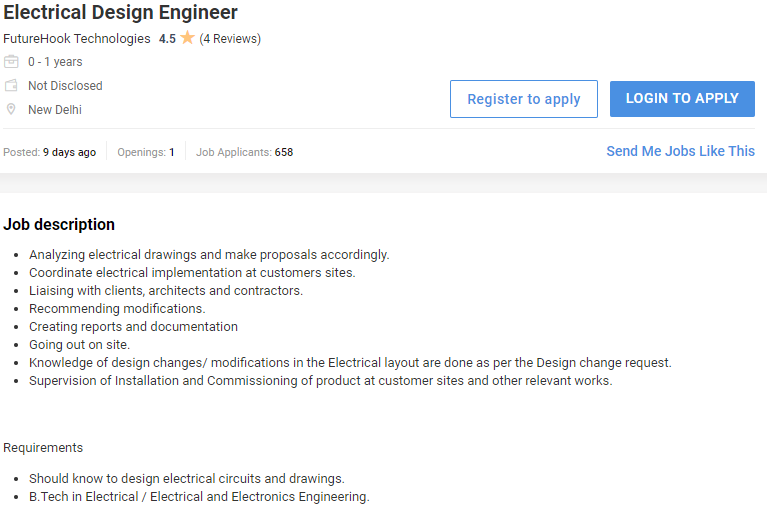 Electrical Design Engineer
FutureHook Technologies 4.5 (4 Reviews)
0 - 1 years
Not Disclosed
New Delhi
Register to apply
LOGIN TO APPLY
Posted: 9 days ago Openings: 1 Job Applicants: 658
Send Me Jobs Like This
Job description
Analyzing electrical drawings and make proposals accordingly.
Coordinate electrical implementation at customers sites.
Liaising with clients, architects and contractors.
Recommending modifications.
Creating reports and documentation
Going out on site.
Knowledge of design changes/ modifications in the Electrical layout are done as per the Design change request.
Supervision of Installation and Commissioning of product at customer sites and other relevant works.
Requirements
Should know to design electrical circuits and drawings.
B.Tech in Electrical / Electrical and Electronics Engineering.